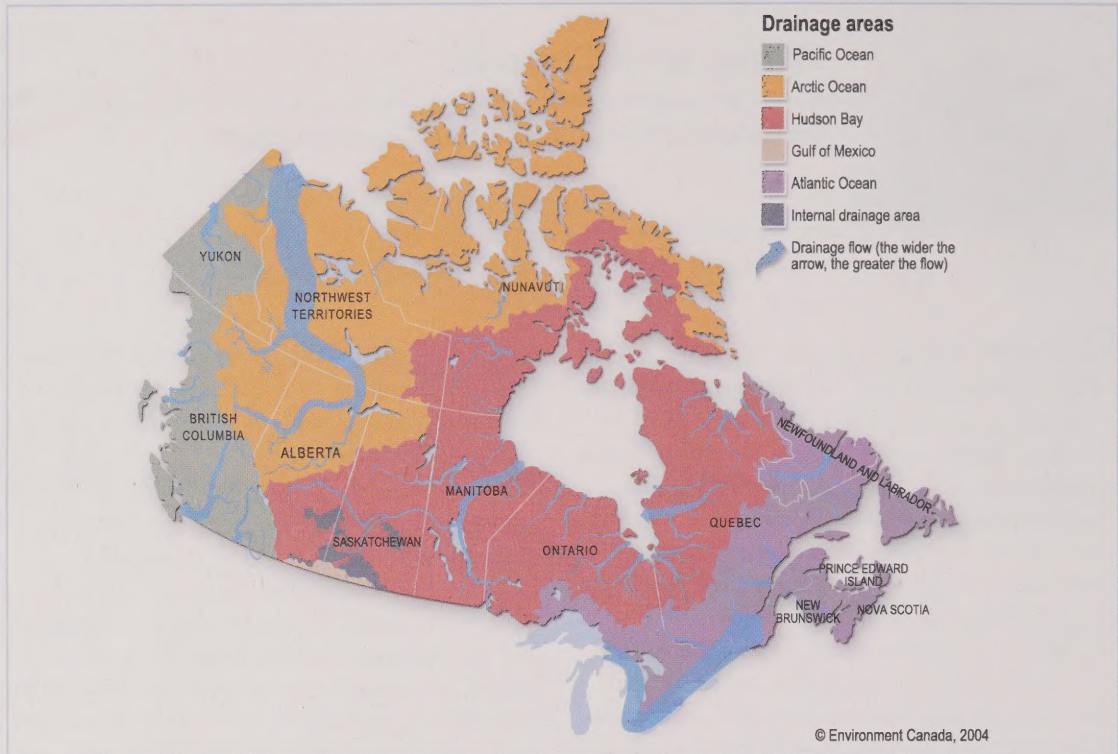 Drainage areas
Pacific Ocean
Arctic Ocean
Hudson Bay
Gulf of Mexico
Atlantic Ocean
Internal drainage area
Drainage flow (the wider the
arrow, the greater the flow)
YUKON
NORTHWEST
TERRITORIES
NUNAVUT
BRITISH
COLUMBIA
ALBERTA
SASKATCHEWAN
MANITOBA
ONTARIO
QUEBEC
NEWFOUNDLAND AND LABRADOR
PRINCE EDWARD
ISLAND
NEW
BRUNSWICK
NOVA SCOTIA
© Environment Canada, 2004